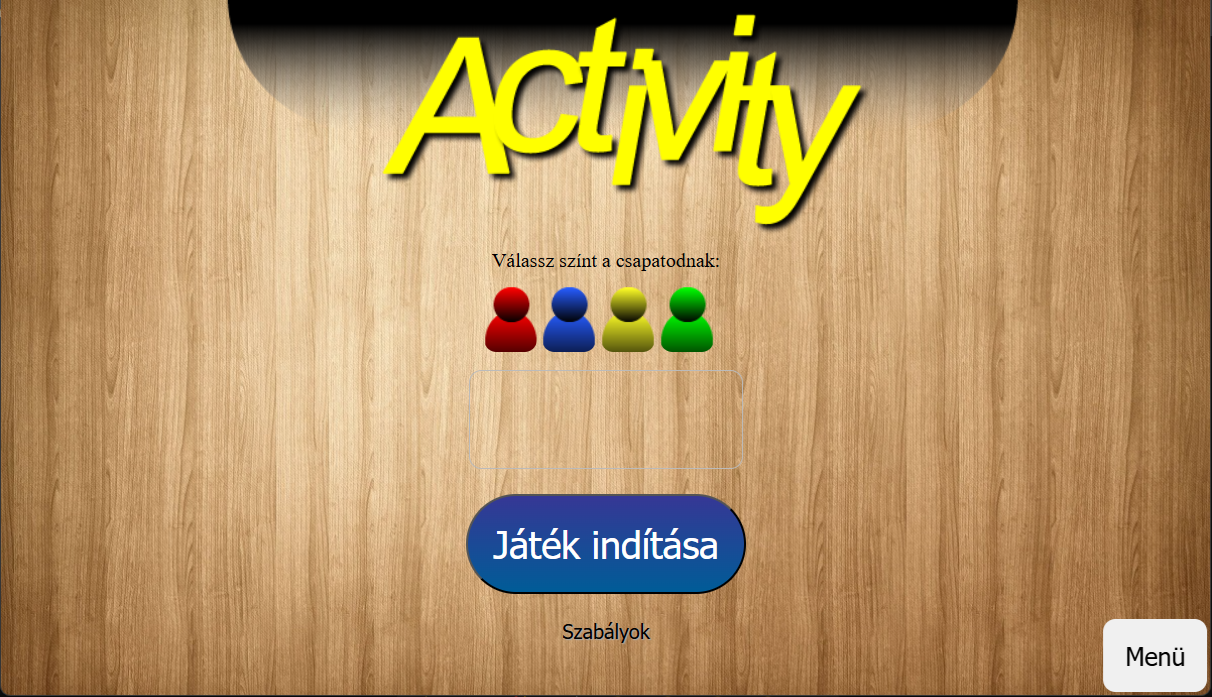 Activity
Válassz színt a csapatodnak:
Játék indítása
Szabályok
Menü